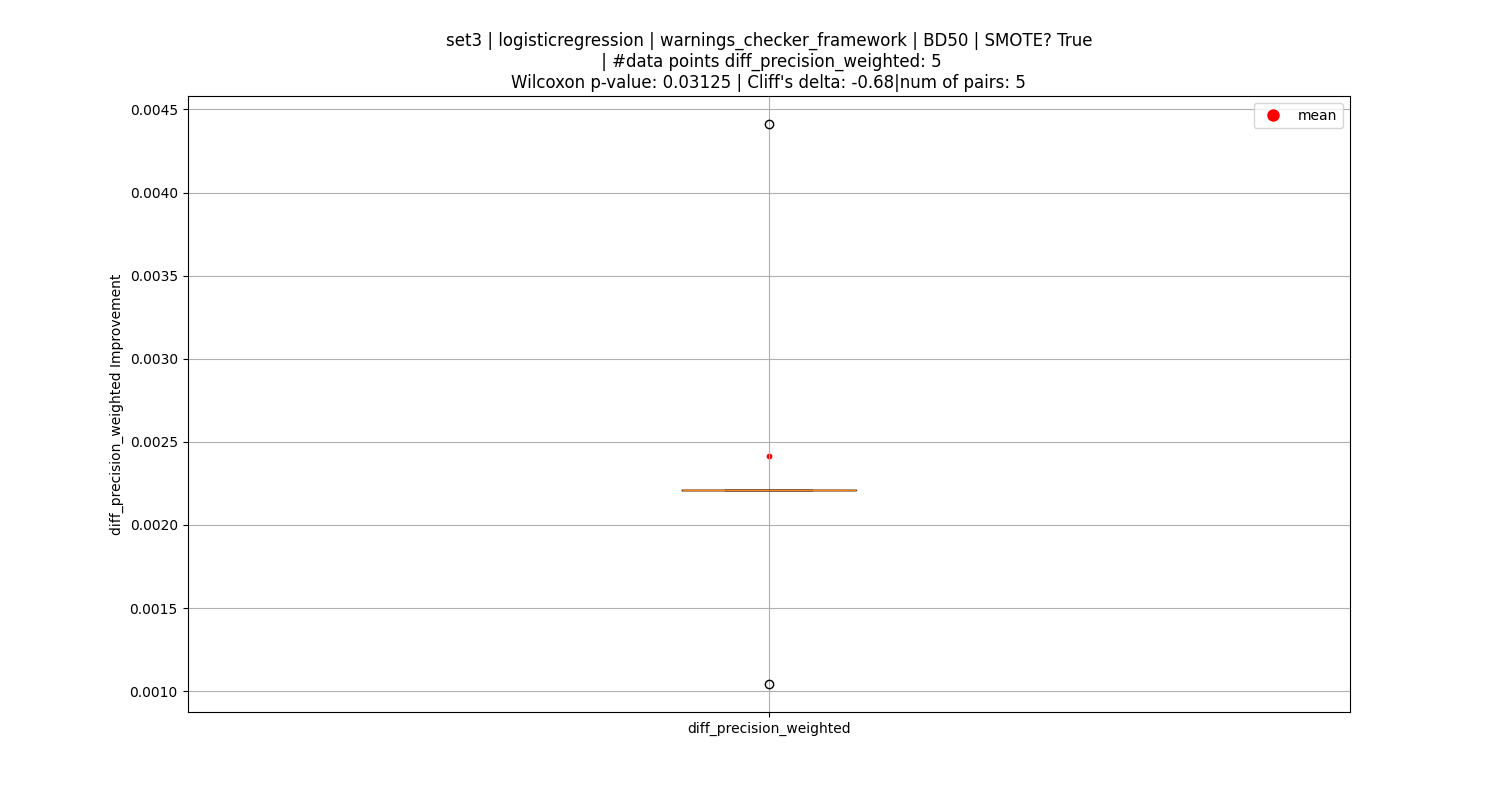 set3 | logisticregression | warnings_checker_framework | BD50 | SMOTE? True
| #data points diff_precision_weighted: 5
Wilcoxon p-value: 0.03125 | Cliff's delta: -0.68|num of pairs: 5
mean
0.0045
0.0040
0.0035
0.0030
0.0025
0.0020
0.0015
0.0010
diff_precision_weighted Improvement
diff_precision_weighted